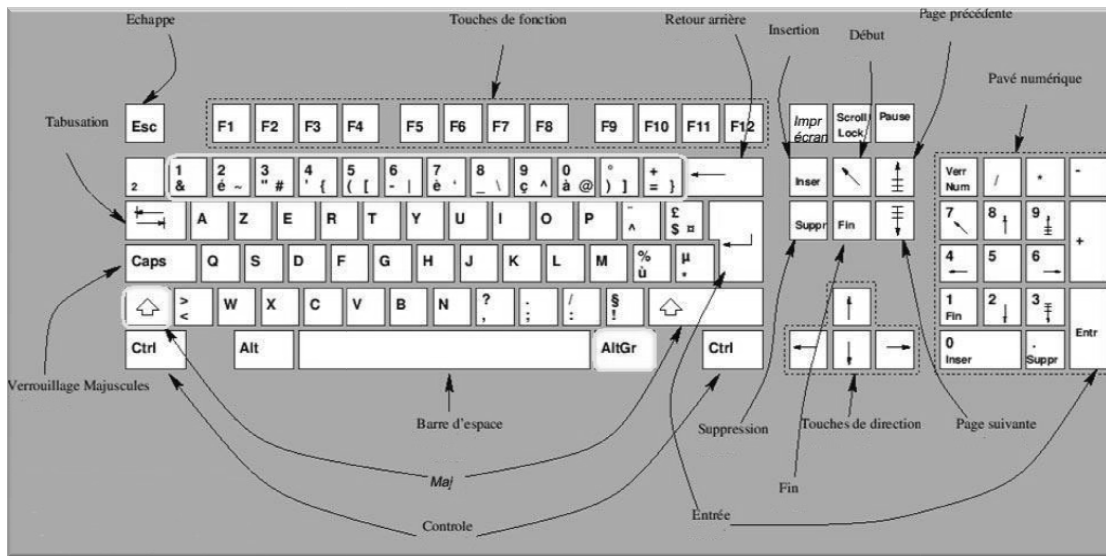 Echappe
Touches de fonction
Retour arrière
Insertion
Début
Page précédente
Pavé numérique
Tabusation
Esc
F1 F2 F3 F4 F5 F6 F7 F8 F9 F10 F11 F12
Impr écran
Scroll Lock
Pause
2
1 &
2 é ~
3 " #
4 ' {
5 ( [
6 - |
7 è `
8 _ \
9 ç ^
0 à @
° ) ]
+ = }
Inser
Verr Num
/
*
-
A Z E R T Y U I O P
¨ ^
£ $ ¤
Suppr
Fin
7
8
9
+
Caps
Q S D F G H J K L M
% ù
µ *
4
5
6
> <
W X C V B N
? ,
. ;
/ :
§ !
1 Fin
2
3
Entr
Ctrl
Alt
AltGr
Ctrl
0 Inser
. Suppr
Verrouillage Majuscules
Barre d'espace
Suppression
Touches de direction
Page suivante
Maj
Fin
Controle
Entrée